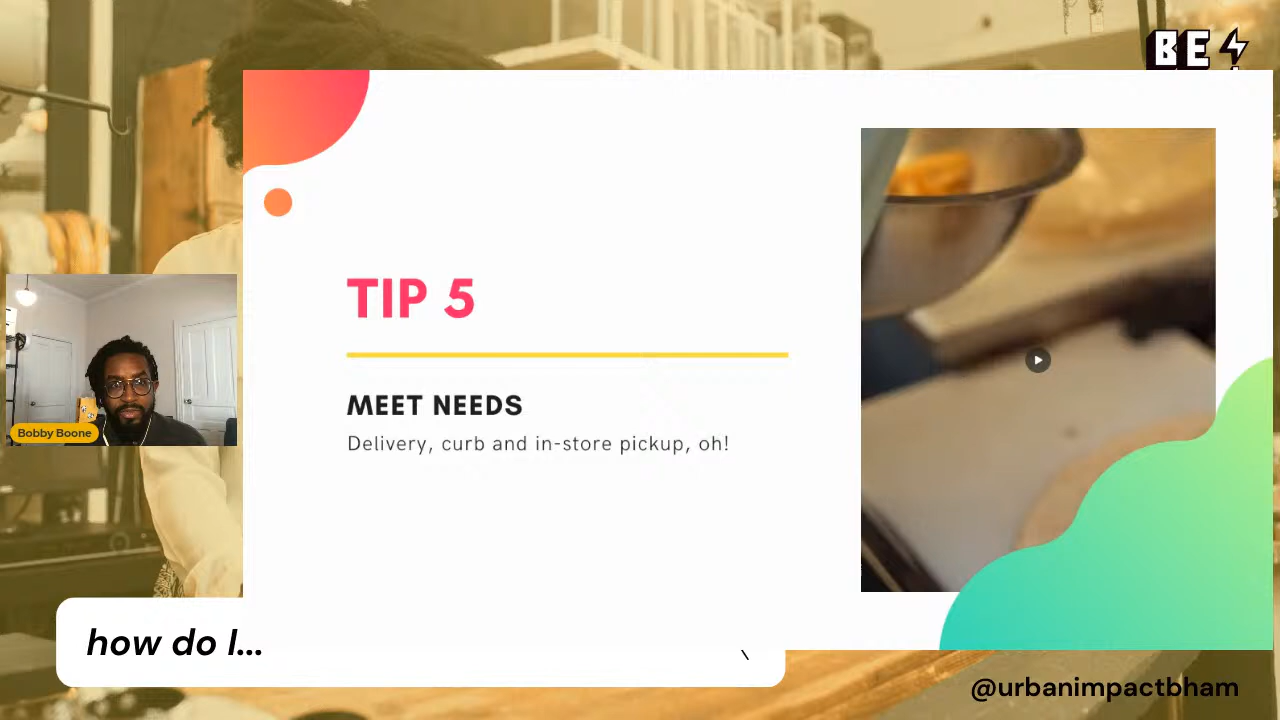 BE
TIP 5
MEET NEEDS
Delivery, curb and in-store pickup, oh!
Bobby Boone
how do I...
@urbanimpactbham